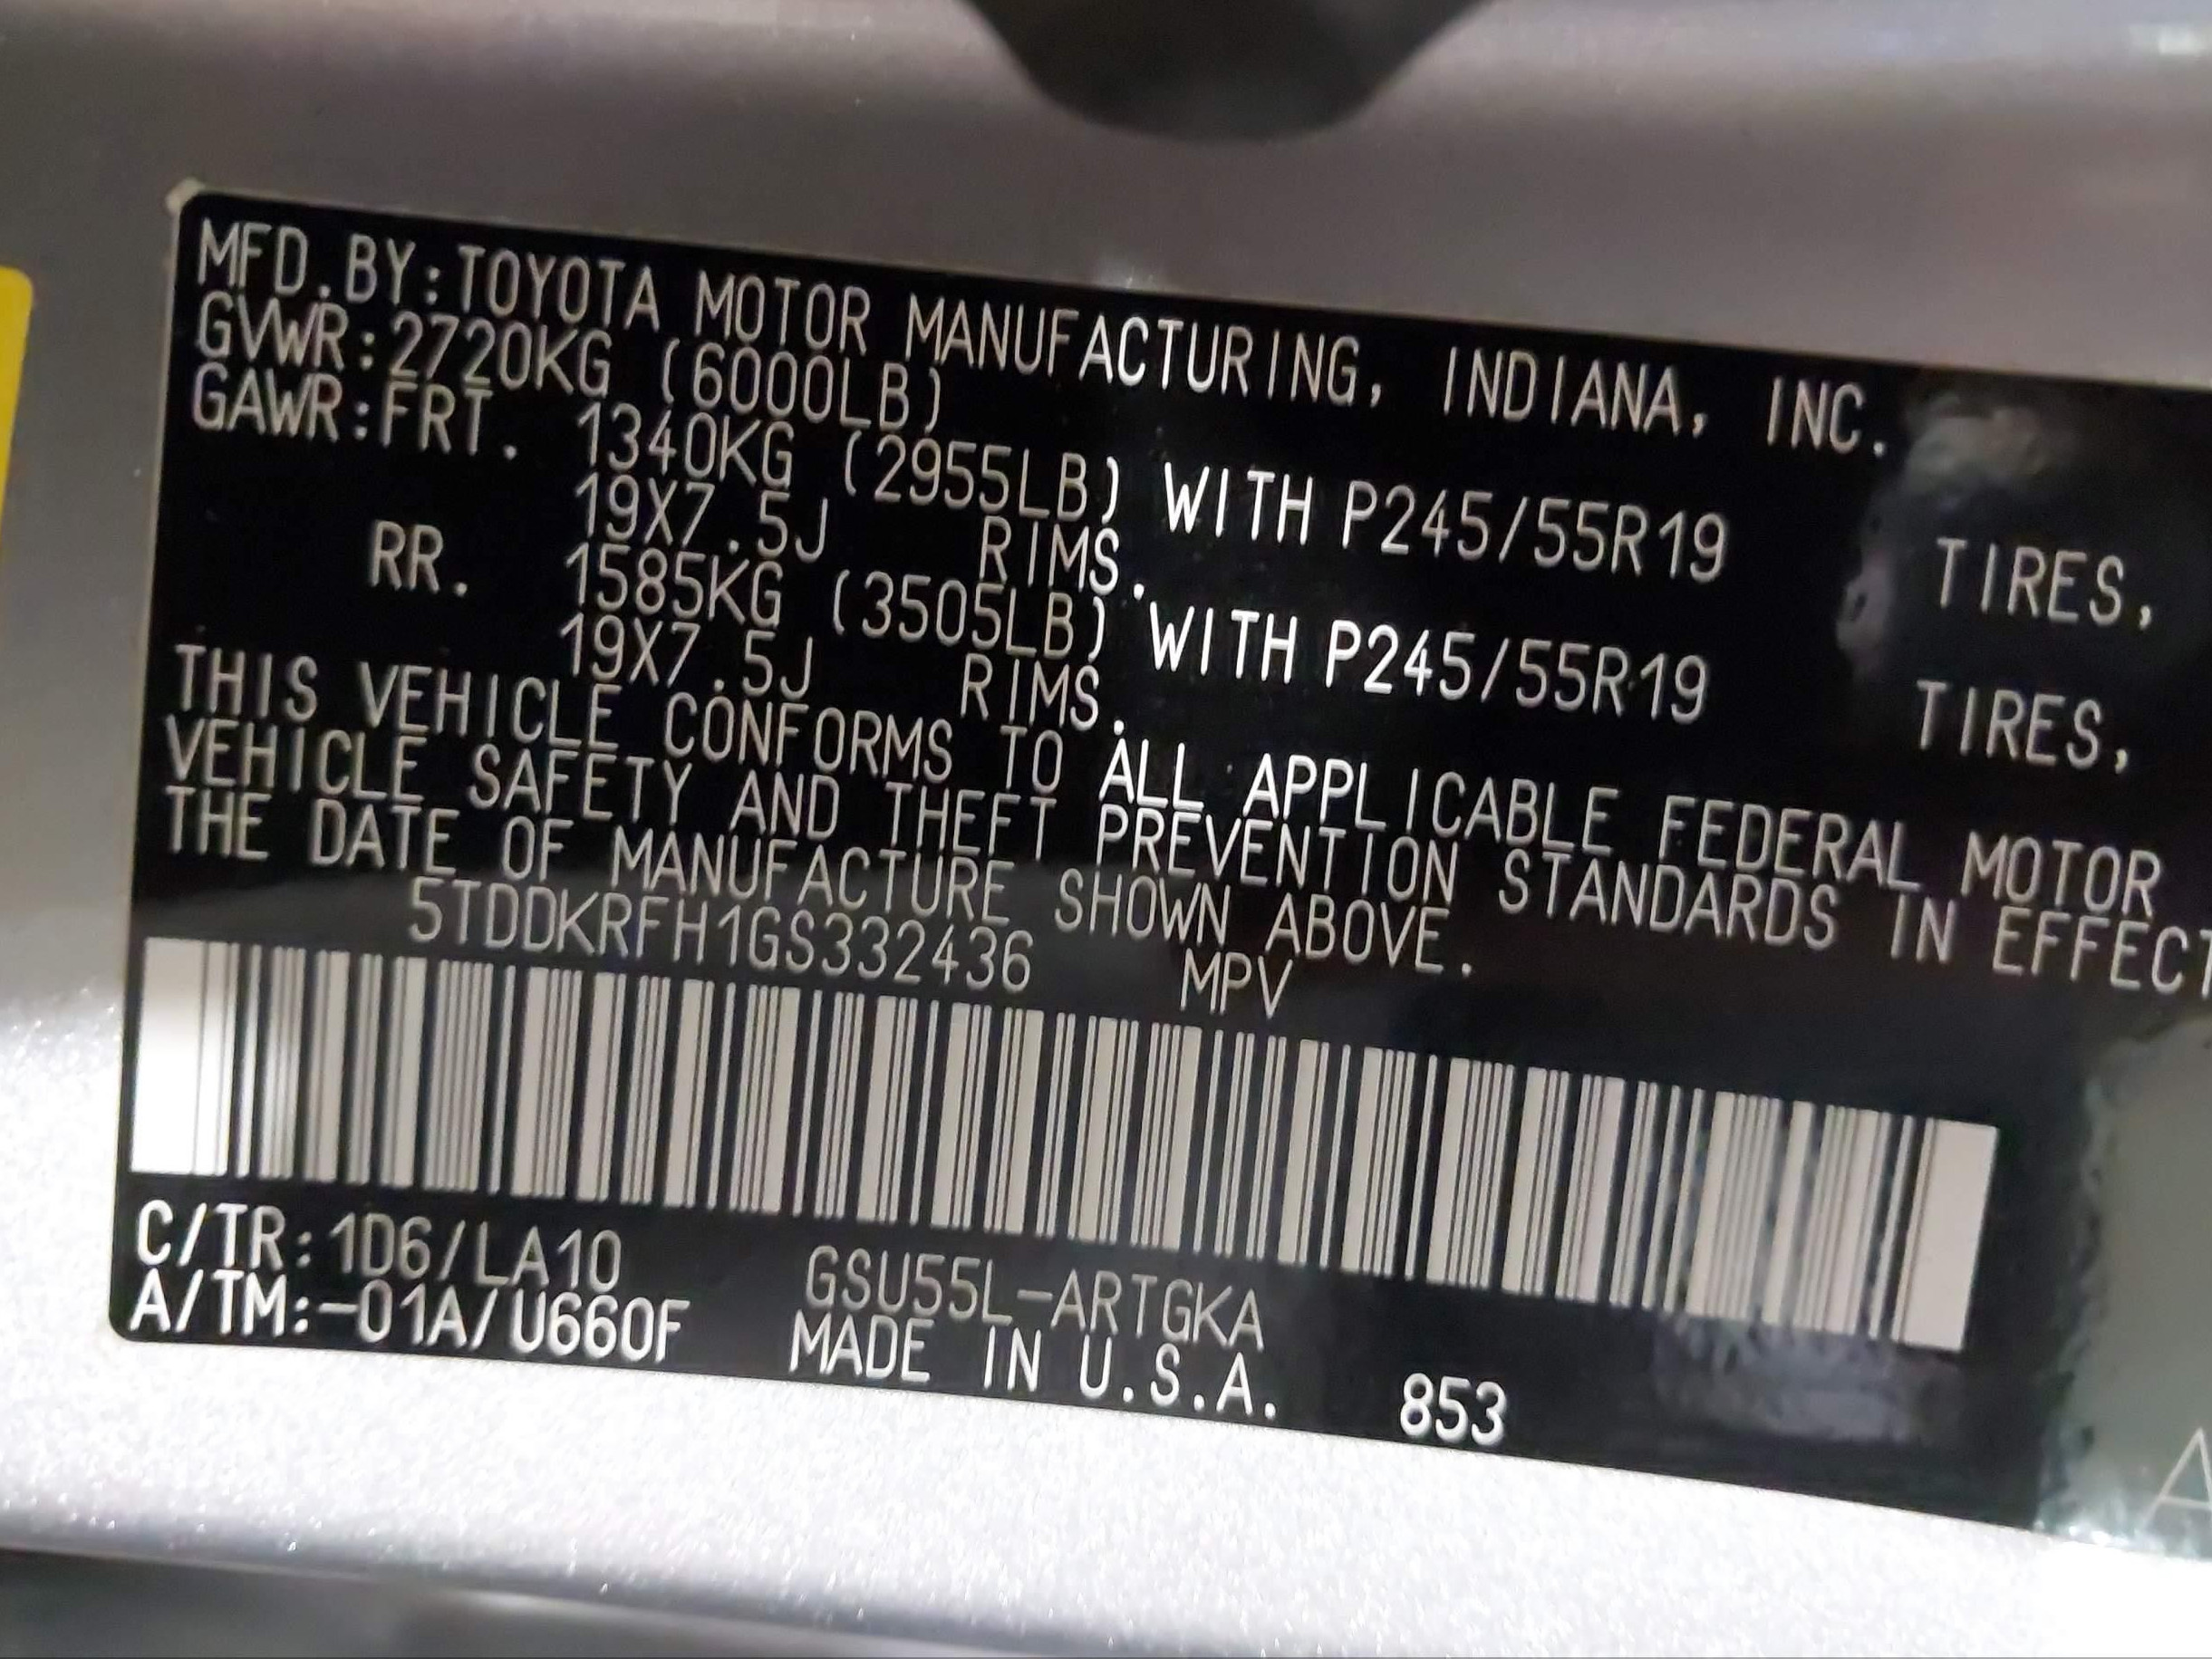 MFD.BY:TOYOTA MOTOR MANUFACTURING, INDIANA, INC.
GVWR:2720KG (6000LB)
GAWR:FRT. 1340KG (2955LB) WITH P245/55R19 TIRES,
19X7.5J RIMS.
RR. 1585KG (3505LB) WITH P245/55R19 TIRES,
19X7.5J RIMS.
THIS VEHICLE CONFORMS TO ALL APPLICABLE FEDERAL MOTOR
VEHICLE SAFETY AND THEFT PREVENTION STANDARDS IN EFFECT
THE DATE OF MANUFACTURE SHOWN ABOVE.
5TDDKRFH1GS332436 MPV
C/TR:1D6/LA10 GSU55L-ARTGKA
A/TM:-01A/U660F MADE IN U.S.A. 853
A